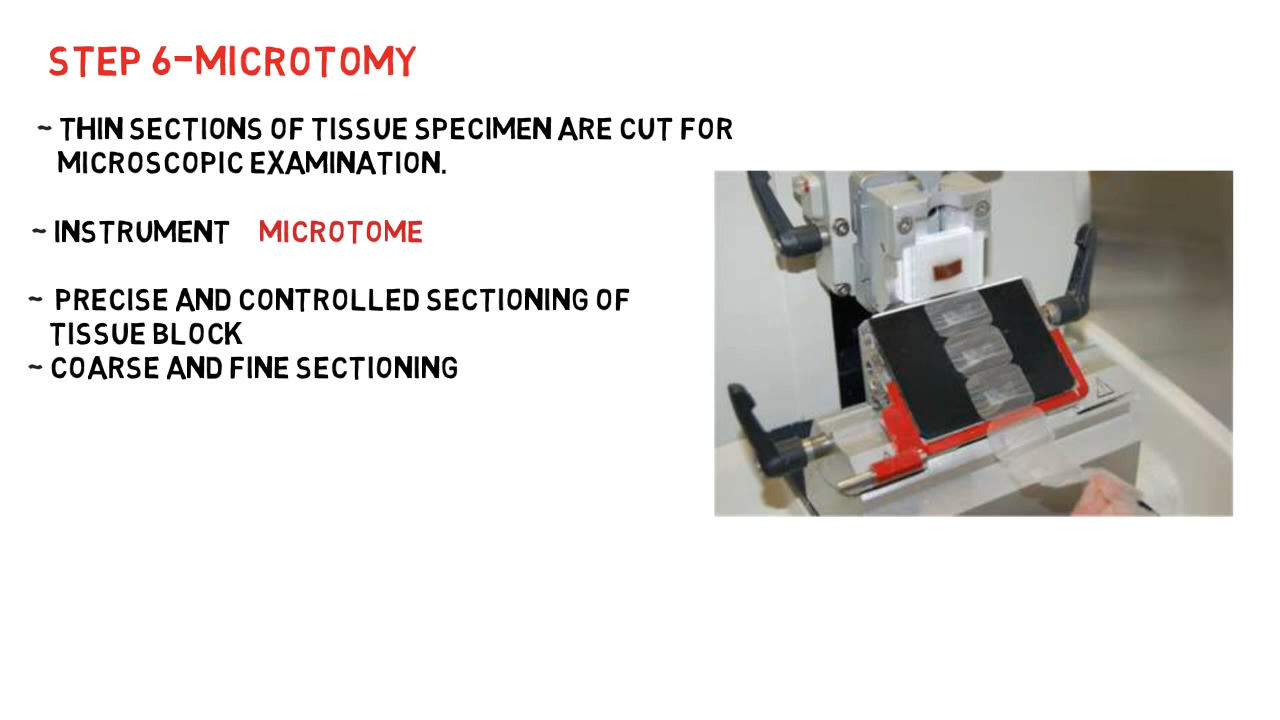 STEP 6-MICROTOMY
~ THIN SECTIONS OF TISSUE SPECIMEN ARE CUT FOR
MICROSCOPIC EXAMINATION.
~ INSTRUMENT MICROTOME
~ PRECISE AND CONTROLLED SECTIONING OF
TISSUE BLOCK
~ COARSE AND FINE SECTIONING